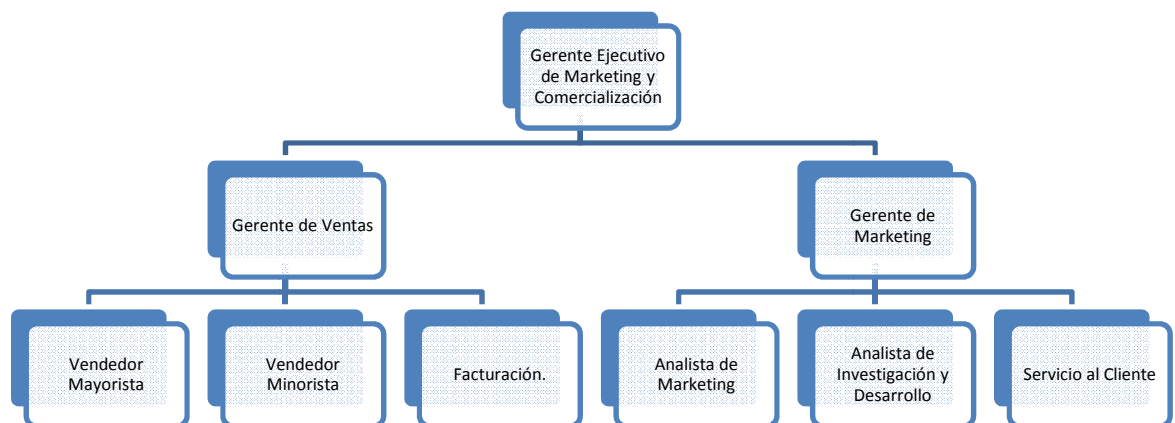 Gerente Ejecutivo
de Marketing y
Comercialización
Gerente de Ventas
Gerente de
Marketing
Vendedor
Mayorista
Vendedor
Minorista
Facturación.
Analista de
Marketing
Analista de
Investigación y
Desarrollo
Servicio al Cliente